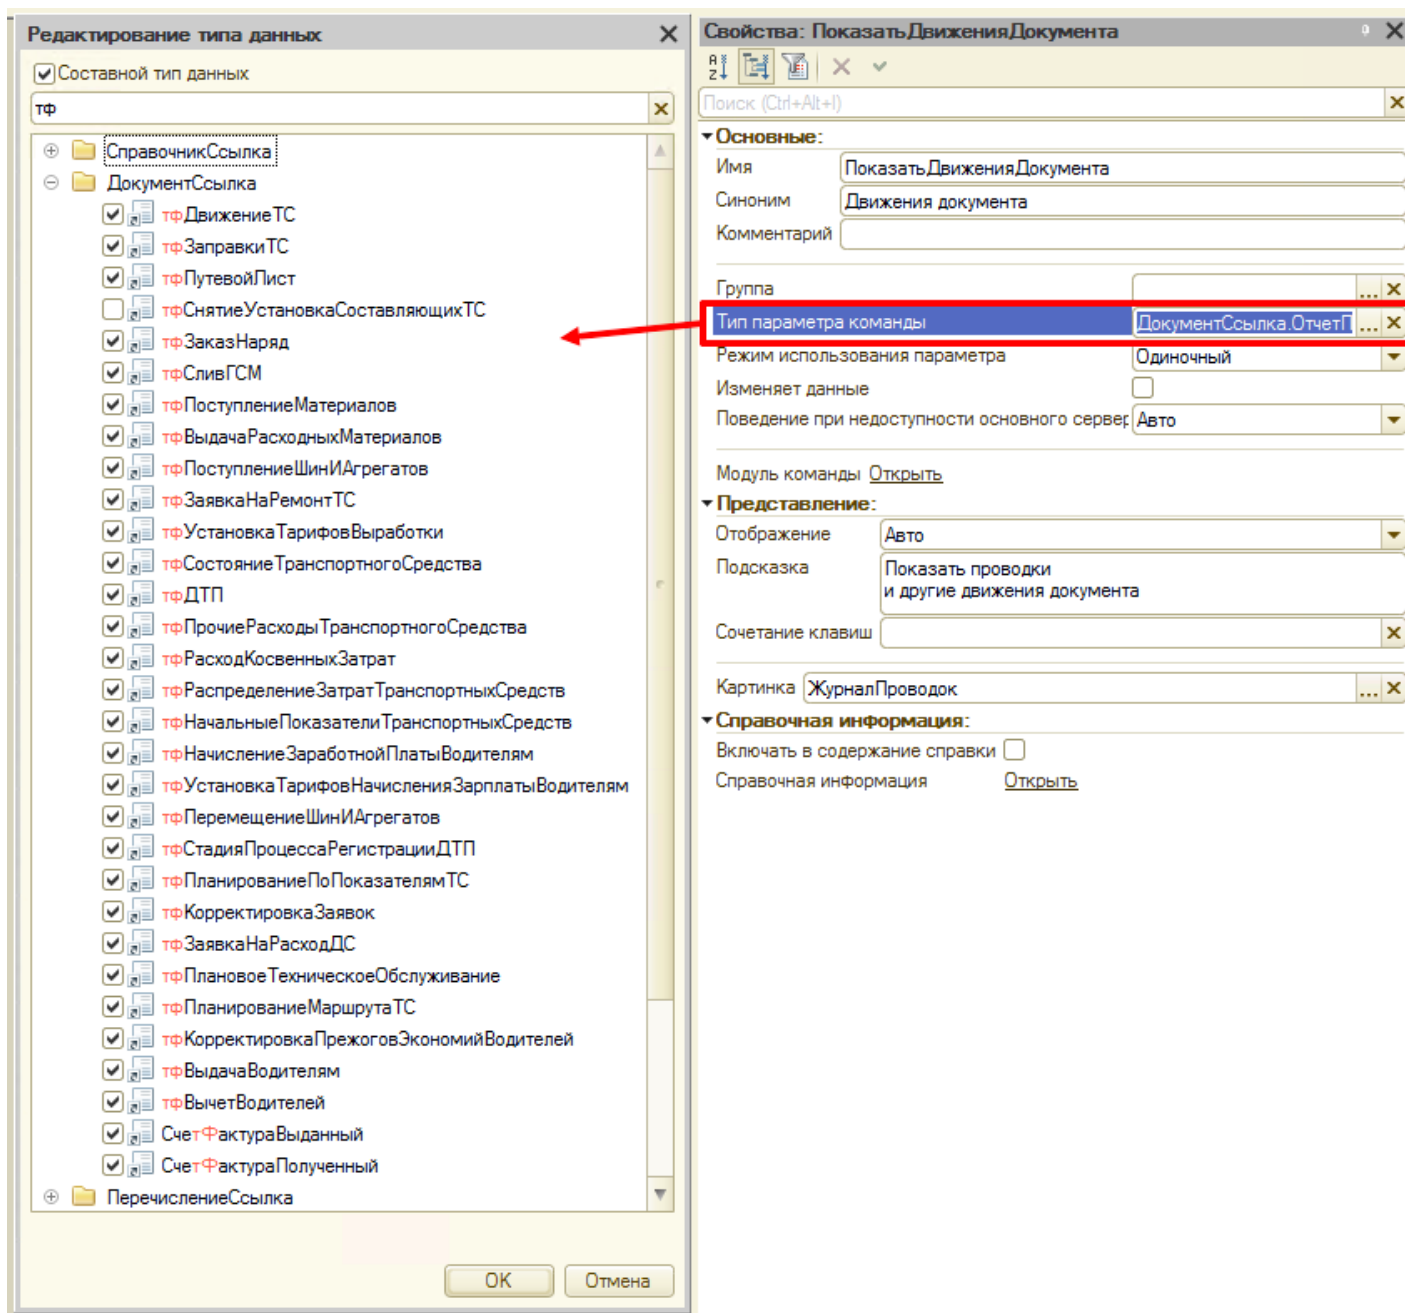 Редактирование типа данных
Составной тип данных
тф
СправочникСсылка
ДокументСсылка
тфДвижениеТС
тфЗаправкиТС
тфПутевойЛист
тфСнятиеУстановкаСоставляющихТС
тфЗаказНаряд
тфСливГСМ
тфПоступлениеМатериалов
тфВыдачаРасходныхМатериалов
тфПоступлениеШинИАгрегатов
тфЗаявкаНаРемонтТС
тфУстановкаТарифовВыработки
тфСостояниеТранспортногоСредства
тфДТП
тфПрочиеРасходыТранспортногоСредства
тфРасходКосвенныхЗатрат
тфРаспределениеЗатратТранспортныхСредств
тфНачальныеПоказателиТранспортныхСредств
тфНачислениеЗаработнойПлатыВодителям
тфУстановкаТарифовНачисленияЗарплатыВодителям
тфПеремещениеШинИАгрегатов
тфСтадияПроцессаРегистрацииДТП
тфПланированиеПоПоказателямТС
тфКорректировкаЗаявок
тфЗаявкаНаРасходДС
тфПлановоеТехническоеОбслуживание
тфПланированиеМаршрутаТС
тфКорректировкаПрежоговЭкономийВодителей
тфВыдачаВодителям
тфВычетВодителей
СчетФактураВыданный
СчетФактураПолученный
ПеречислениеСсылка
OK Отмена
Свойства: ПоказатьДвиженияДокумента
Поиск (Ctrl+Alt+I)
Основные:
Имя ПоказатьДвиженияДокумента
Синоним Движения документа
Комментарий
Группа ...
Тип параметра команды ДокументСсылка.ОтчетП ...
Режим использования параметра Одиночный
Изменяет данные
Поведение при недоступности основного сервер Авто
Модуль команды Открыть
Представление:
Отображение Авто
Подсказка Показать проводки
и другие движения документа
Сочетание клавиш
Картинка ЖурналПроводок ...
Справочная информация:
Включать в содержание справки
Справочная информация Открыть